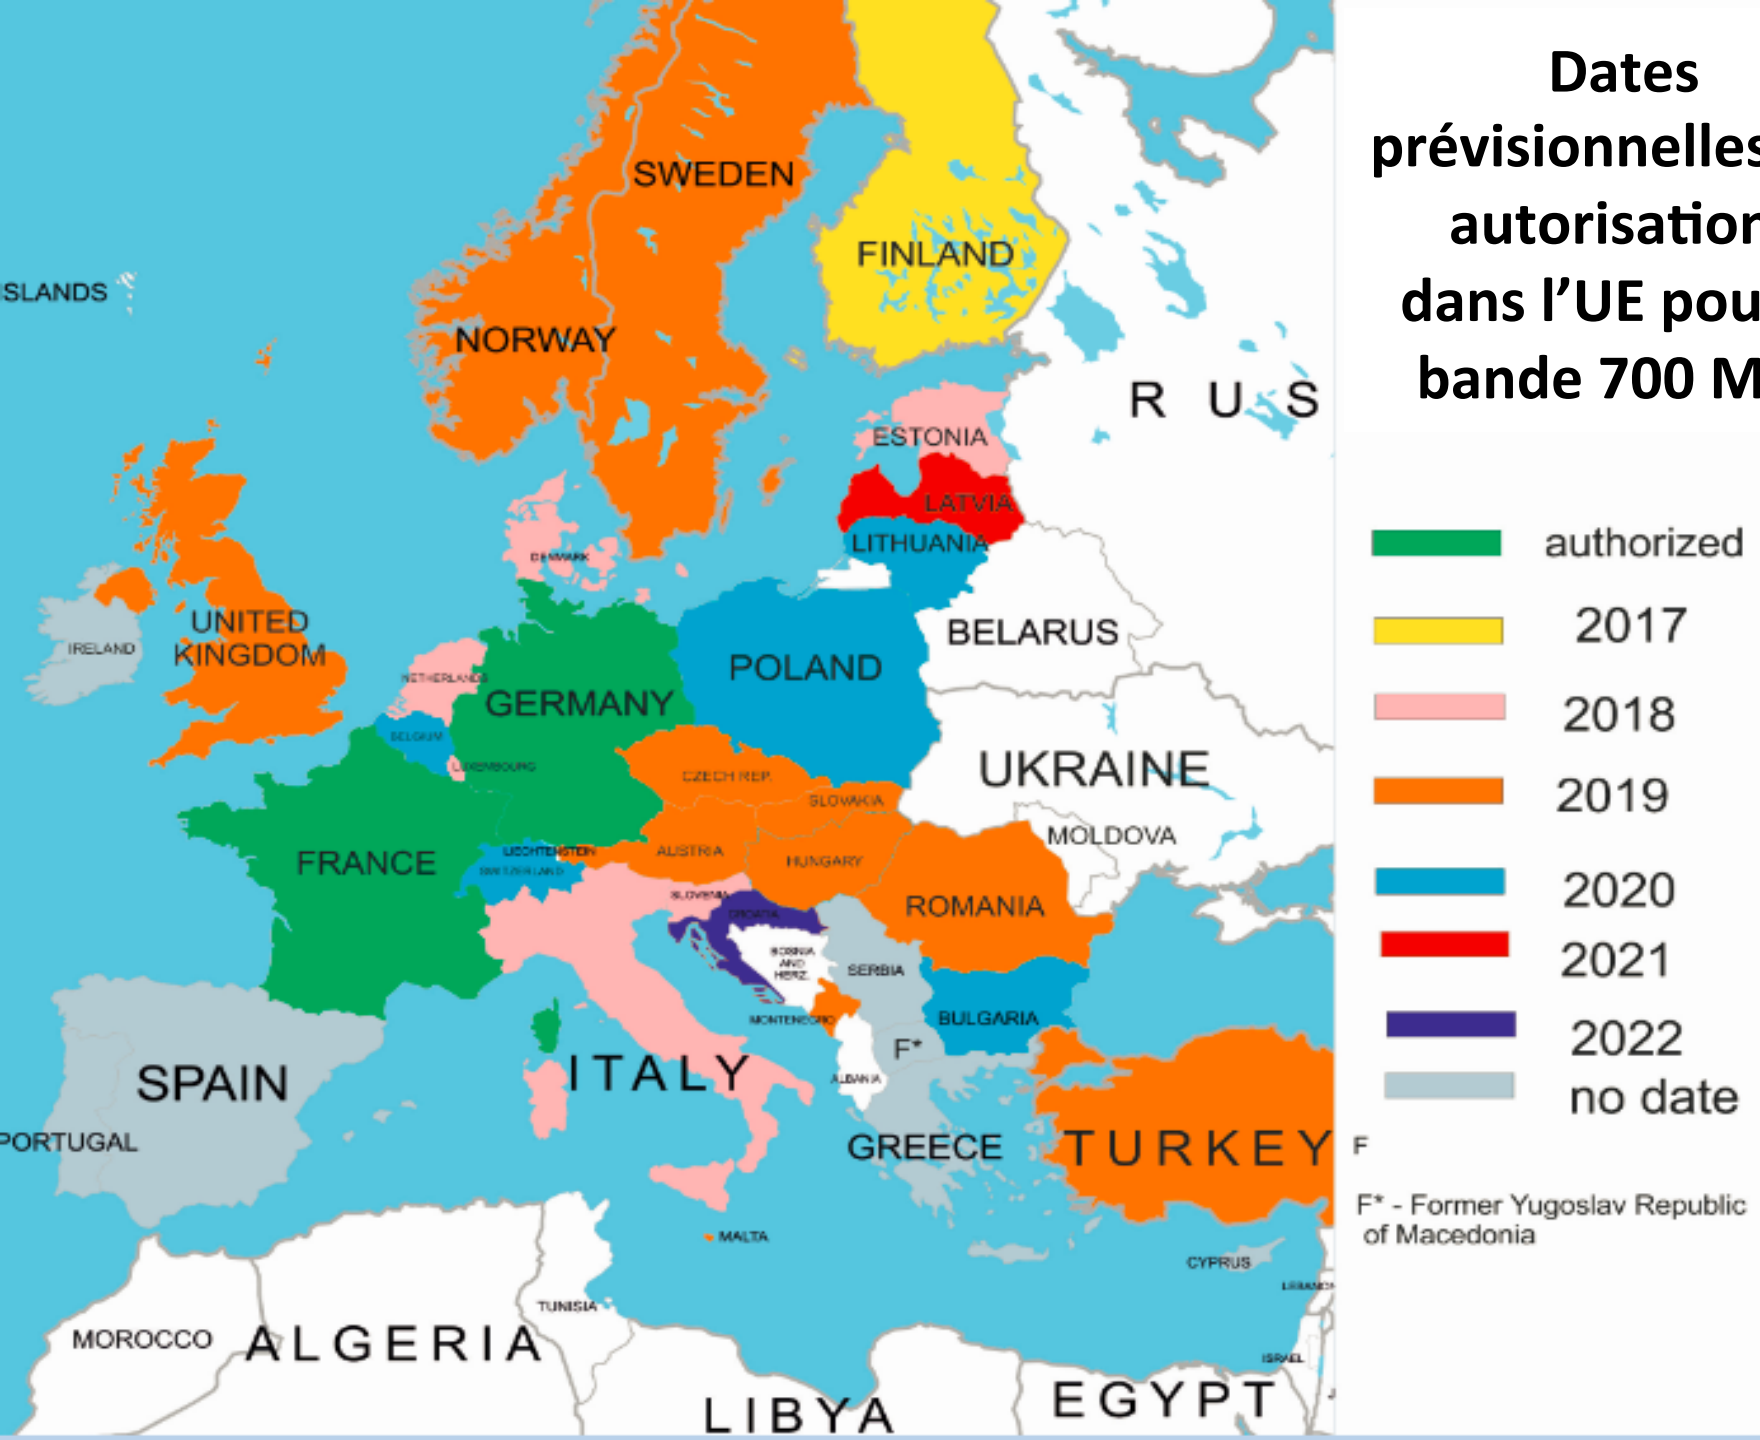 Dates
prévisionnelles
autorisation
dans l’UE pou
bande 700 M
SWEDEN
FINLAND
ISLANDS
NORWAY
R U S
ESTONIA
LATVIA
LITHUANIA
DENMARK
UNITED
KINGDOM
IRELAND
BELARUS
NETHERLANDS
POLAND
GERMANY
BELGIUM
LUXEMBOURG
CZECH REP.
UKRAINE
SLOVAKIA
MOLDOVA
LIECHTENSTEIN
AUSTRIA
FRANCE
SWITZERLAND
HUNGARY
SLOVENIA
ROMANIA
CROATIA
BOSNIA
AND
HERZ.
SERBIA
MONTENEGRO
BULGARIA
F*
SPAIN
ITALY
ALBANIA
PORTUGAL
GREECE
TURKEY
MALTA
CYPRUS
LEBANON
TUNISIA
MOROCCO
ALGERIA
ISRAEL
LIBYA
EGYPT
authorized
2017
2018
2019
2020
2021
2022
no date
F
F* - Former Yugoslav Republic
of Macedonia